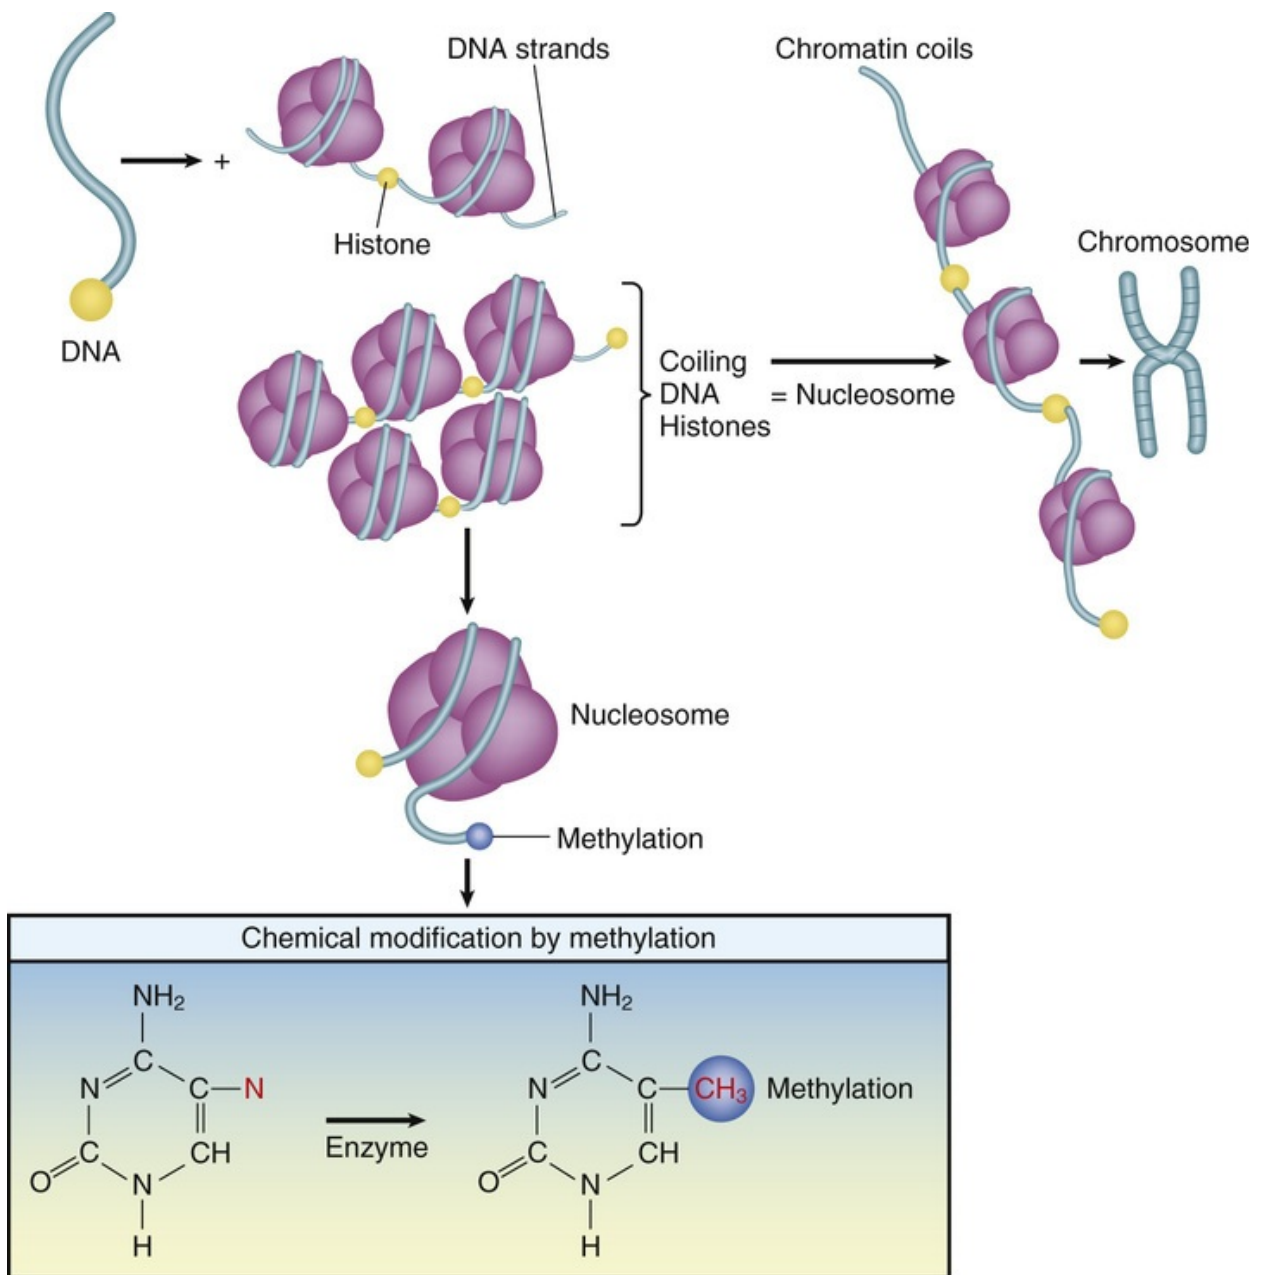 DNA strands
Chromatin coils
+
Histone
Chromosome
DNA
Coiling
DNA
Histones
= Nucleosome
Nucleosome
Methylation
Chemical modification by methylation
NH₂
N
C
C
N
C
CH
O
N
H
Enzyme
NH₂
N
C
C
CH₃
Methylation
C
CH
O
N
H